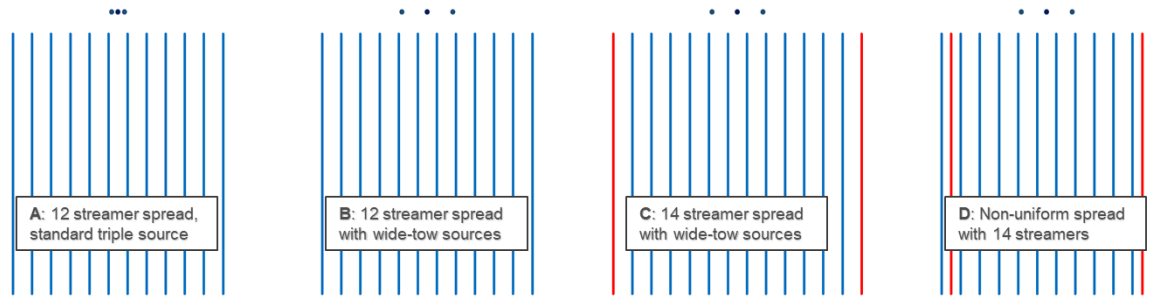 A: 12 streamer spread,
standard triple source
B: 12 streamer spread
with wide-tow sources
C: 14 streamer spread
with wide-tow sources
D: Non-uniform spread
with 14 streamers